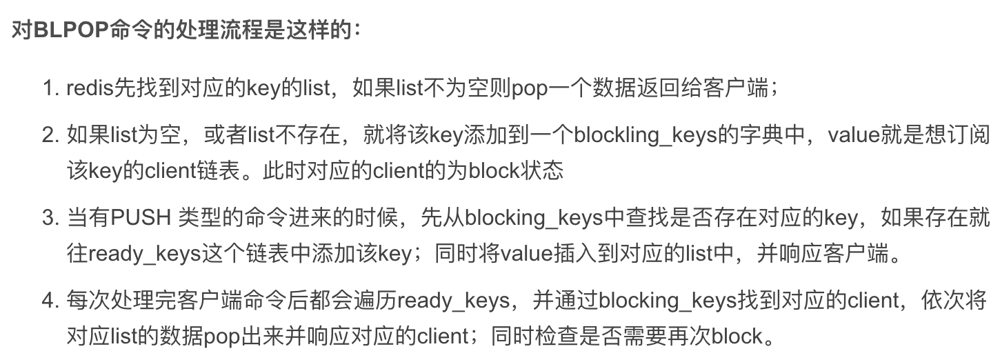 对BLPOP命令的处理流程是这样的：
1. redis先找到对应的key的list，如果list不为空则pop一个数据返回给客户端；
2. 如果list为空，或者list不存在，就将该key添加到一个blockling_keys的字典中，value就是想订阅
该key的client链表。此时对应的client的为block状态
3. 当有PUSH 类型的命令进来的时候，先从blocking_keys中查找是否存在对应的key，如果存在就
往ready_keys这个链表中添加该key；同时将value插入到对应的list中，并响应客户端。
4. 每次处理完客户端命令后都会遍历ready_keys，并通过blocking_keys找到对应的client，依次将
对应list的数据pop出来并响应对应的client；同时检查是否需要再次block。